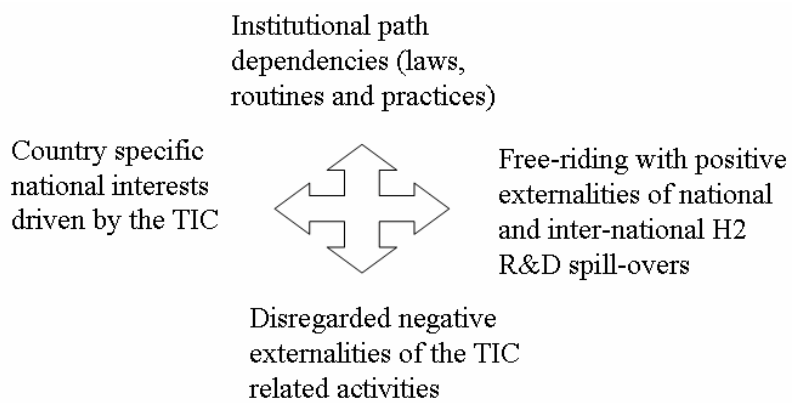 Institutional path
dependencies (laws,
routines and practices)
Country specific
national interests
driven by the TIC
Free-riding with positive
externalities of national
and inter-national H2
R&D spill-overs
Disregarded negative
externalities of the TIC
related activities